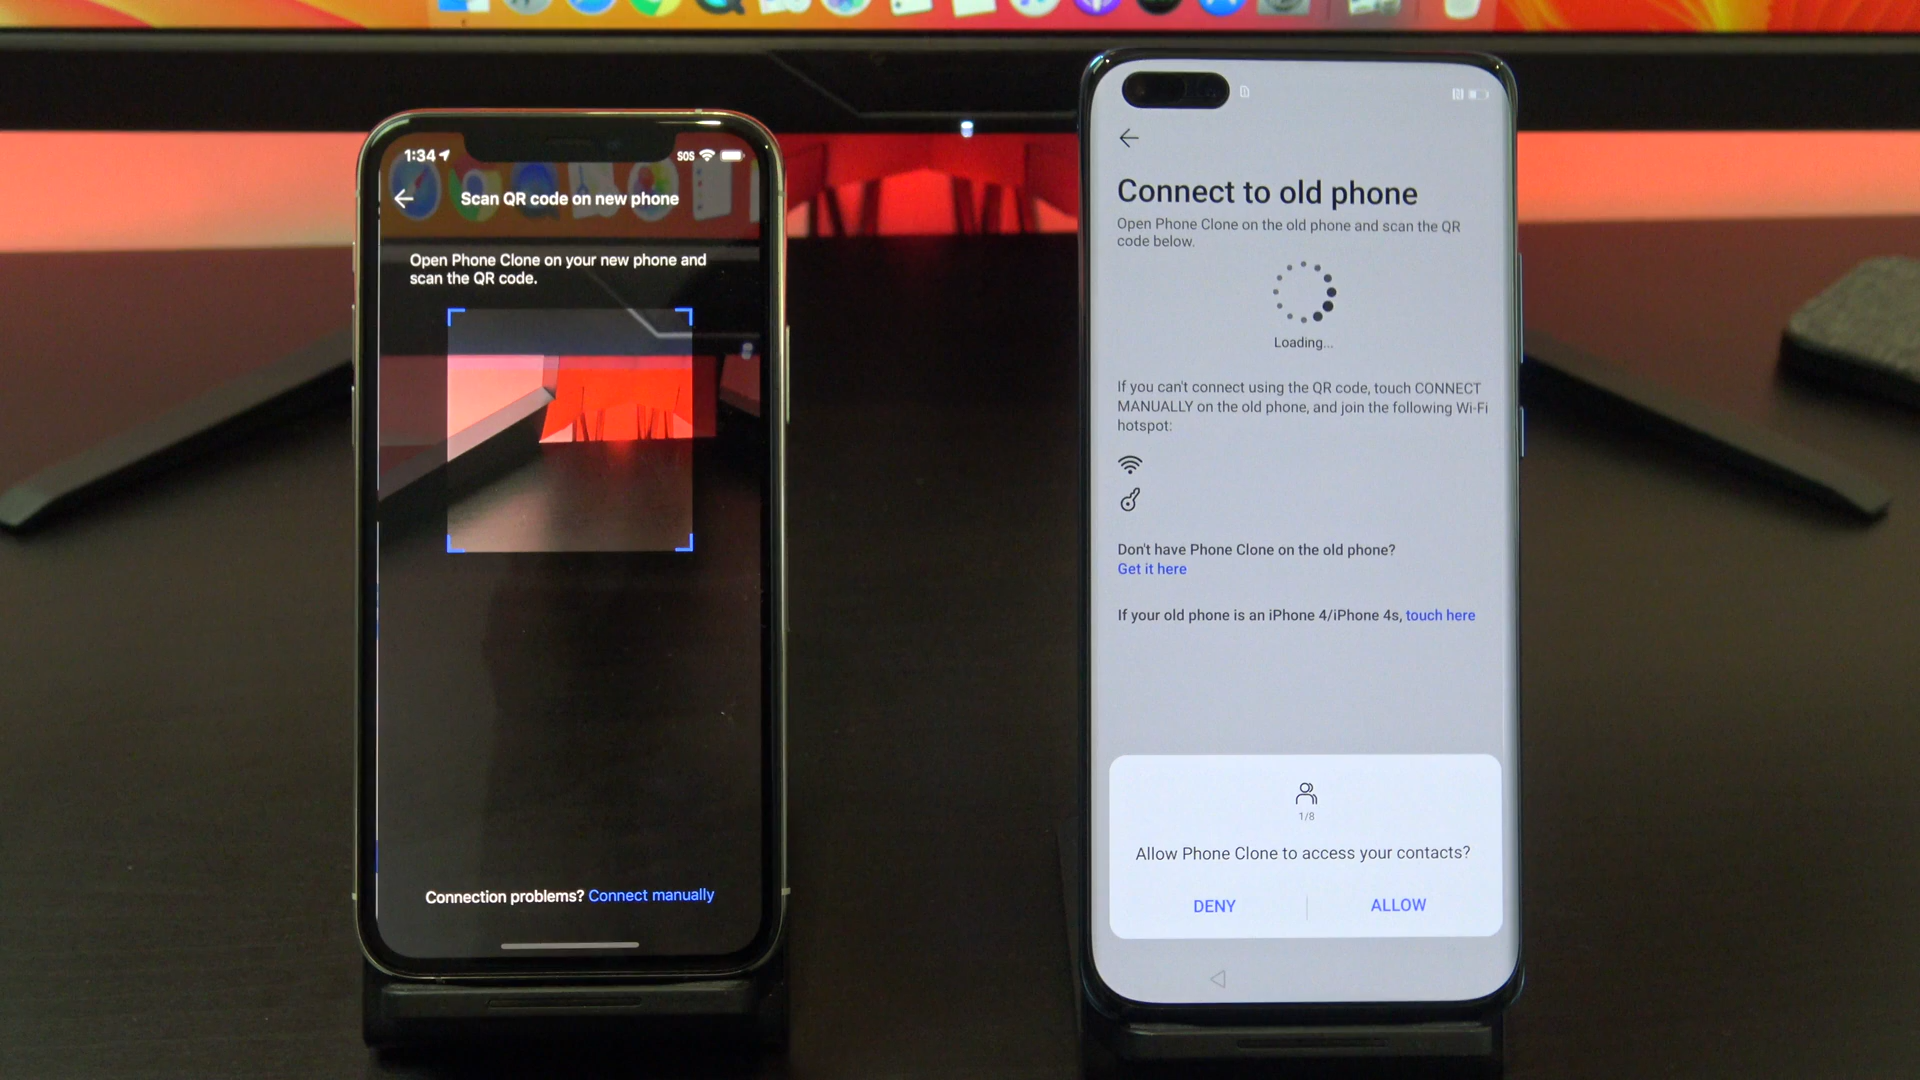 1:34
SOS
Scan QR code on new phone
Open Phone Clone on your new phone and
scan the QR code.
Connection problems? Connect manually
Connect to old phone
Open Phone Clone on the old phone and scan the QR
code below.
Loading...
If you can't connect using the QR code, touch CONNECT
MANUALLY on the old phone, and join the following Wi-Fi
hotspot:
Don't have Phone Clone on the old phone?
Get it here
If your old phone is an iPhone 4/iPhone 4s, touch here
1/8
Allow Phone Clone to access your contacts?
DENY
ALLOW